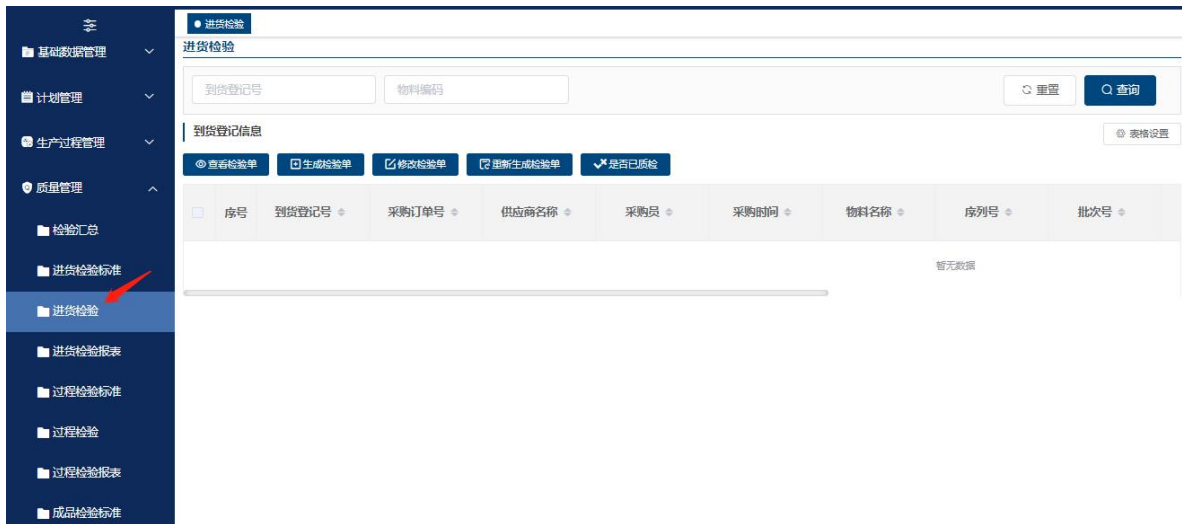 进货检验
基础数据管理
进货检验
到货登记号 物料编码 重置 查询
计划管理
到货登记信息 表格设置
生产过程管理
查看检验单 生成检验单 修改检验单 重新生成检验单 是否已质检
质量管理
序号 到货登记号 采购订单号 供应商名称 采购员 采购时间 物料名称 序列号 批次号
检验汇总
暂无数据
进货检验标准
进货检验
进货检验报表
过程检验标准
过程检验
过程检验报表
成品检验标准